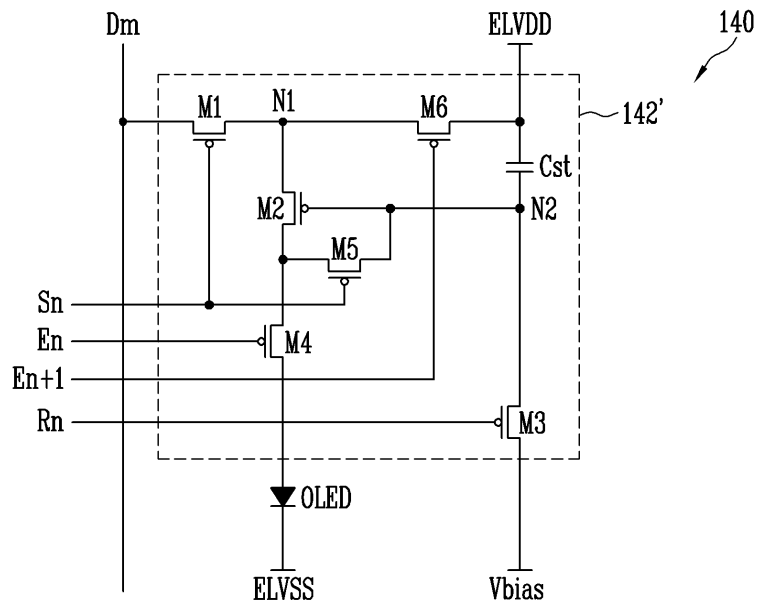 Dm
ELVDD
140
M1
N1
M6
142'
Cst
M2
N2
M5
Sn
En
M4
En+1
Rn
M3
OLED
ELVSS
Vbias